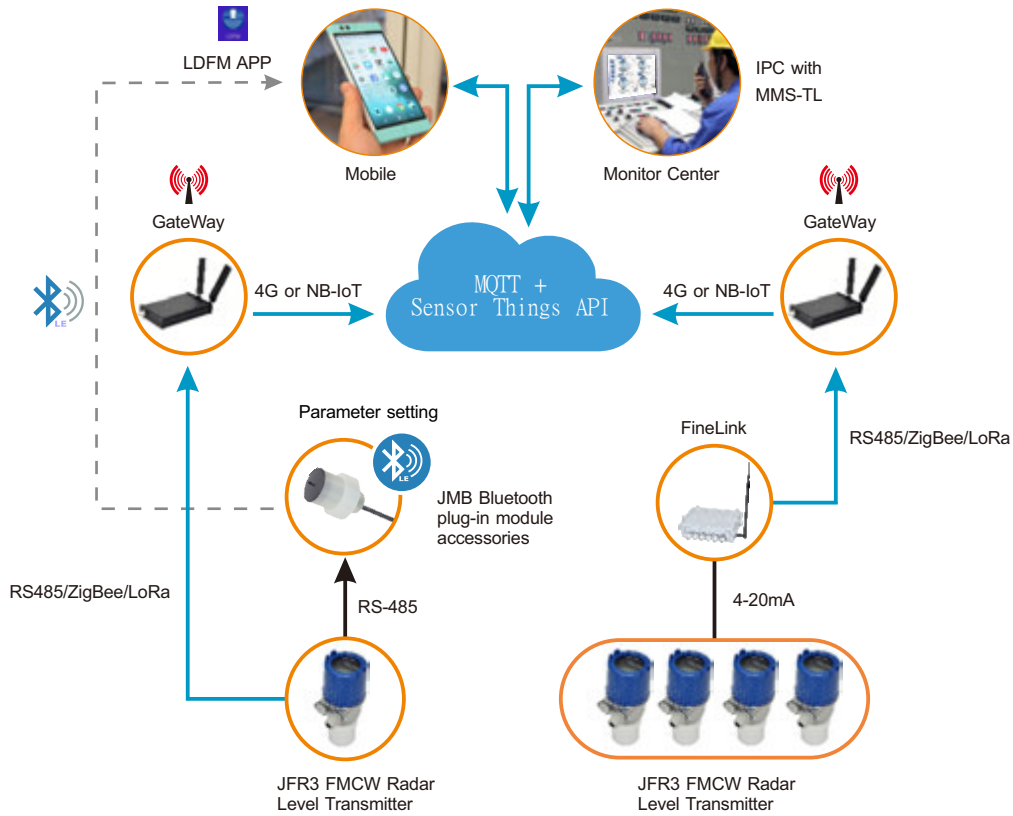 LDFM APP
IPC with
MMS-TL
Mobile
Monitor Center
GateWay
GateWay
MQTT +
Sensor Things API
4G or NB-IoT
4G or NB-IoT
LE
Parameter setting
LE
FineLink
RS485/ZigBee/LoRa
JMB Bluetooth
plug-in module
accessories
RS485/ZigBee/LoRa
RS-485
4-20mA
JFR3 FMCW Radar
Level Transmitter
JFR3 FMCW Radar
Level Transmitter